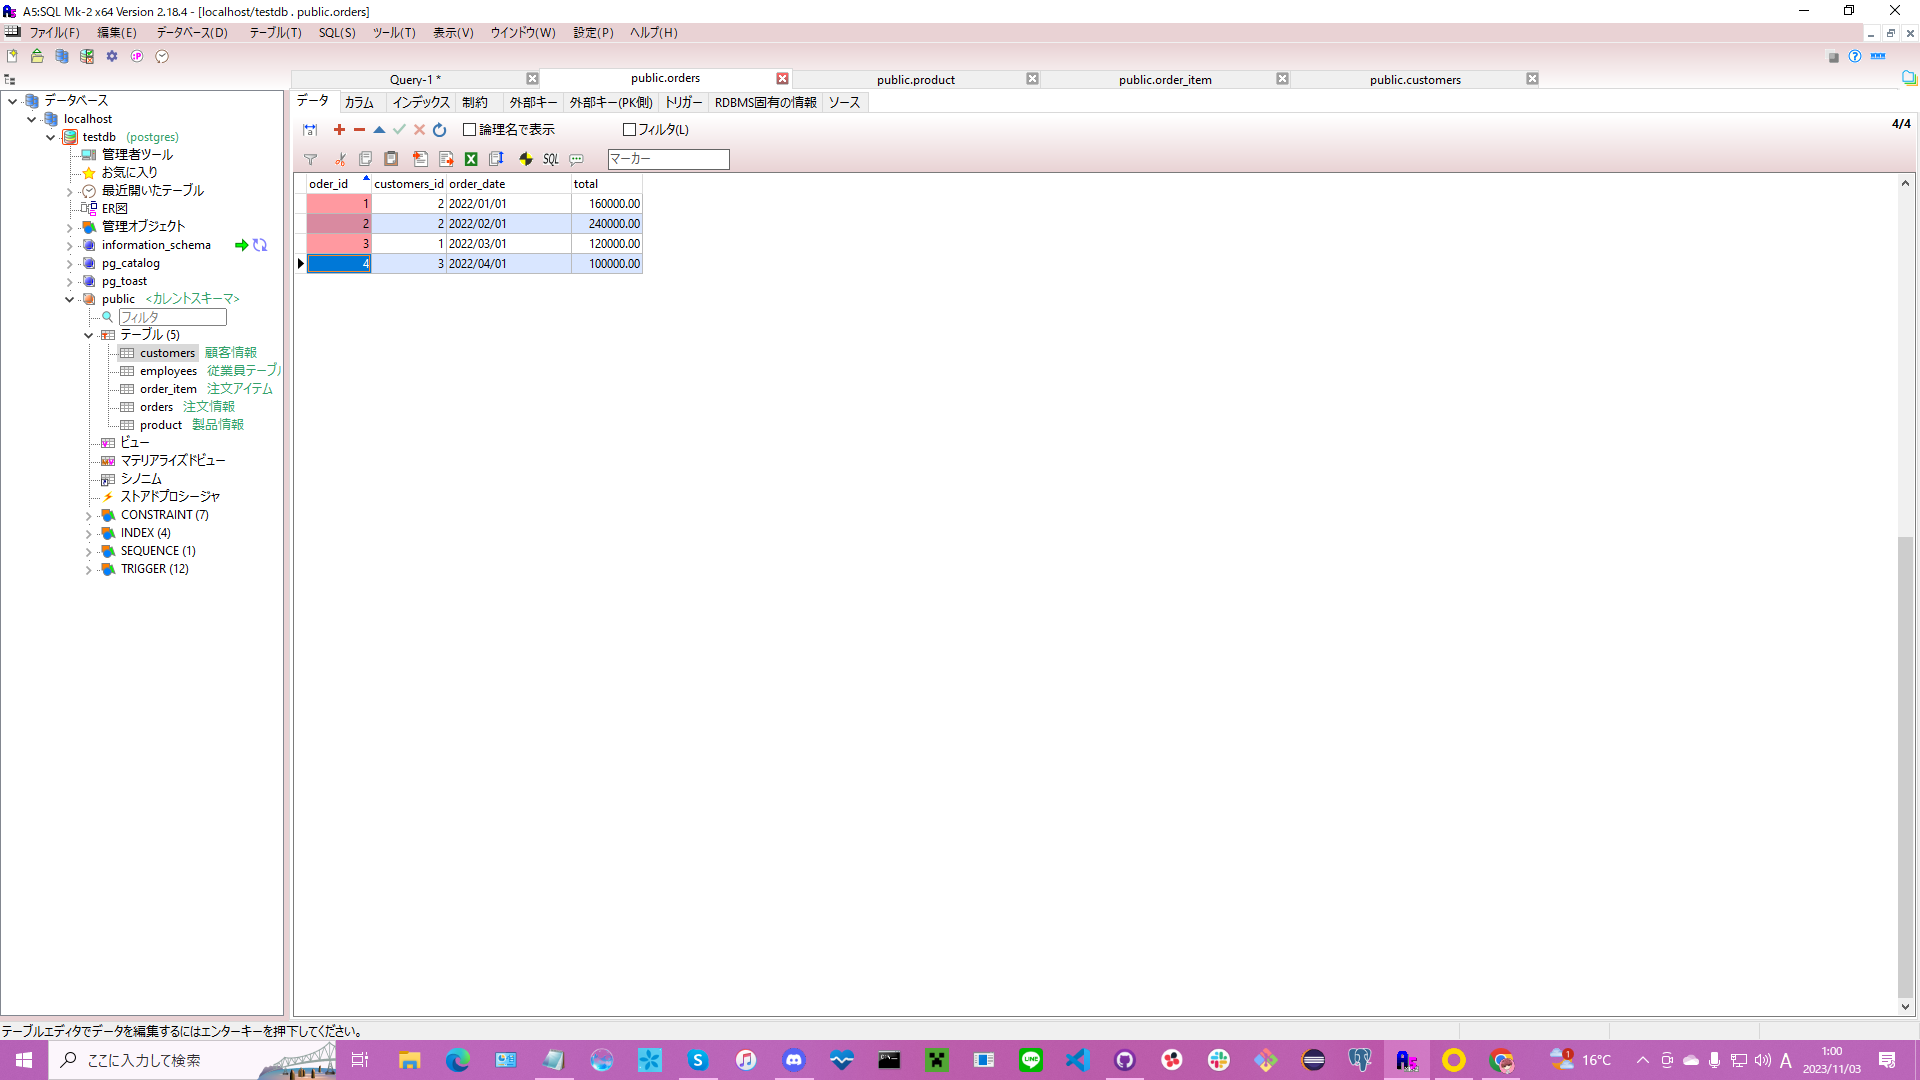 A5:SQL Mk-2 x64 Version 2.18.4 - [localhost/testdb . public.orders]
ファイル(F) 編集(E) データベース(D) テーブル(T) SQL(S) ツール(T) 表示(V) ウインドウ(W) 設定(P) ヘルプ(H)
Query-1 * public.orders public.product public.order_item public.customers
データベース
localhost
testdb (postgres)
管理者ツール
お気に入り
最近開いたテーブル
ER図
管理オブジェクト
information_schema
pg_catalog
pg_toast
public <カレントスキーマ>
フィルタ
テーブル (5)
customers 顧客情報
employees 従業員テーブル
order_item 注文アイテム
orders 注文情報
product 製品情報
ビュー
マテリアライズドビュー
シノニム
ストアドプロシージャ
CONSTRAINT (7)
INDEX (4)
SEQUENCE (1)
TRIGGER (12)
データ カラム インデックス 制約 外部キー 外部キー(PK側) トリガー RDBMS固有の情報 ソース
論理名で表示 フィルタ(L) 4/4
SQL マーカー
oder_id customers_id order_date total
1 2 2022/01/01 160000.00
2 2 2022/02/01 240000.00
3 1 2022/03/01 120000.00
4 3 2022/04/01 100000.00
テーブルエディタでデータを編集するにはエンターキーを押下してください。
ここに入力して検索
1 16°C A 1:00
2023/11/03